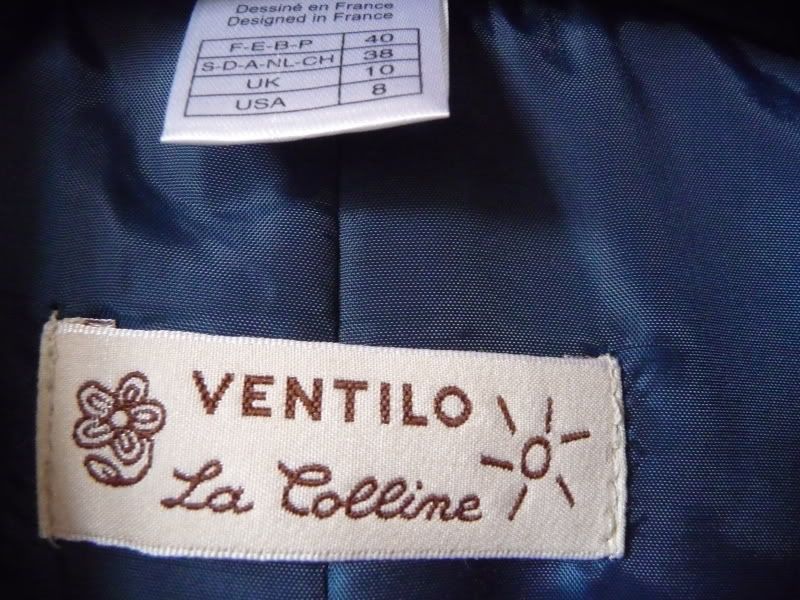 Dessiné en France
Designed in France
F-E-B-P 40
S-D-A-NL-CH 38
UK 10
USA 8
VENTILO
La Colline